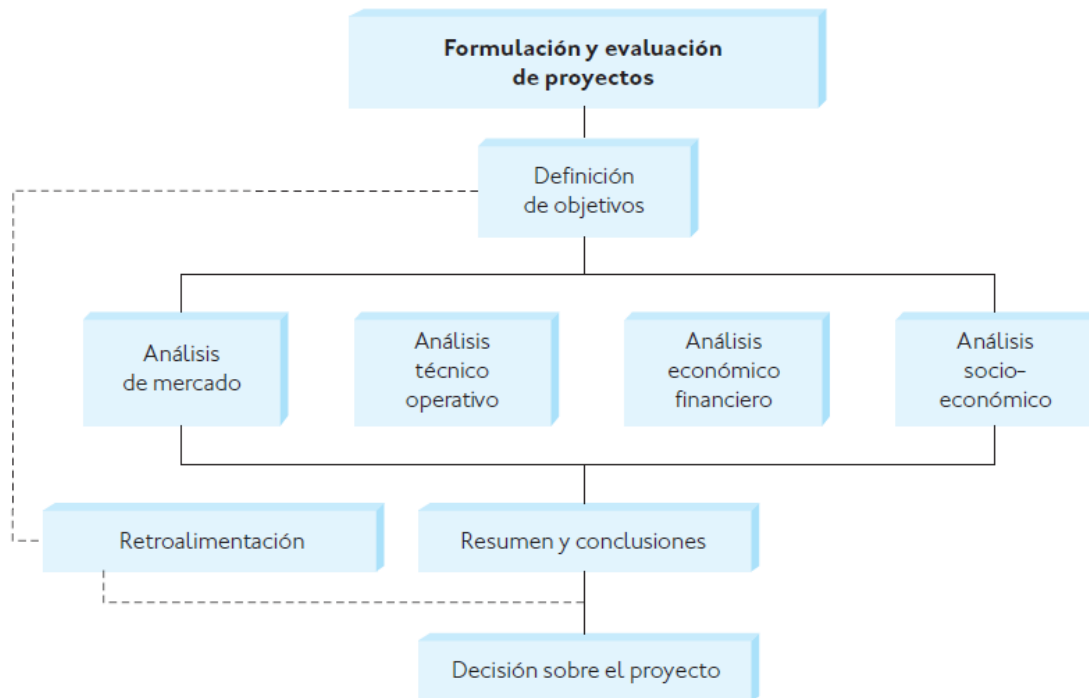 Formulación y evaluación
de proyectos
Definición
de objetivos
Análisis
de mercado
Análisis
técnico
operativo
Análisis
económico
financiero
Análisis
socio-
económico
Retroalimentación
Resumen y conclusiones
Decisión sobre el proyecto